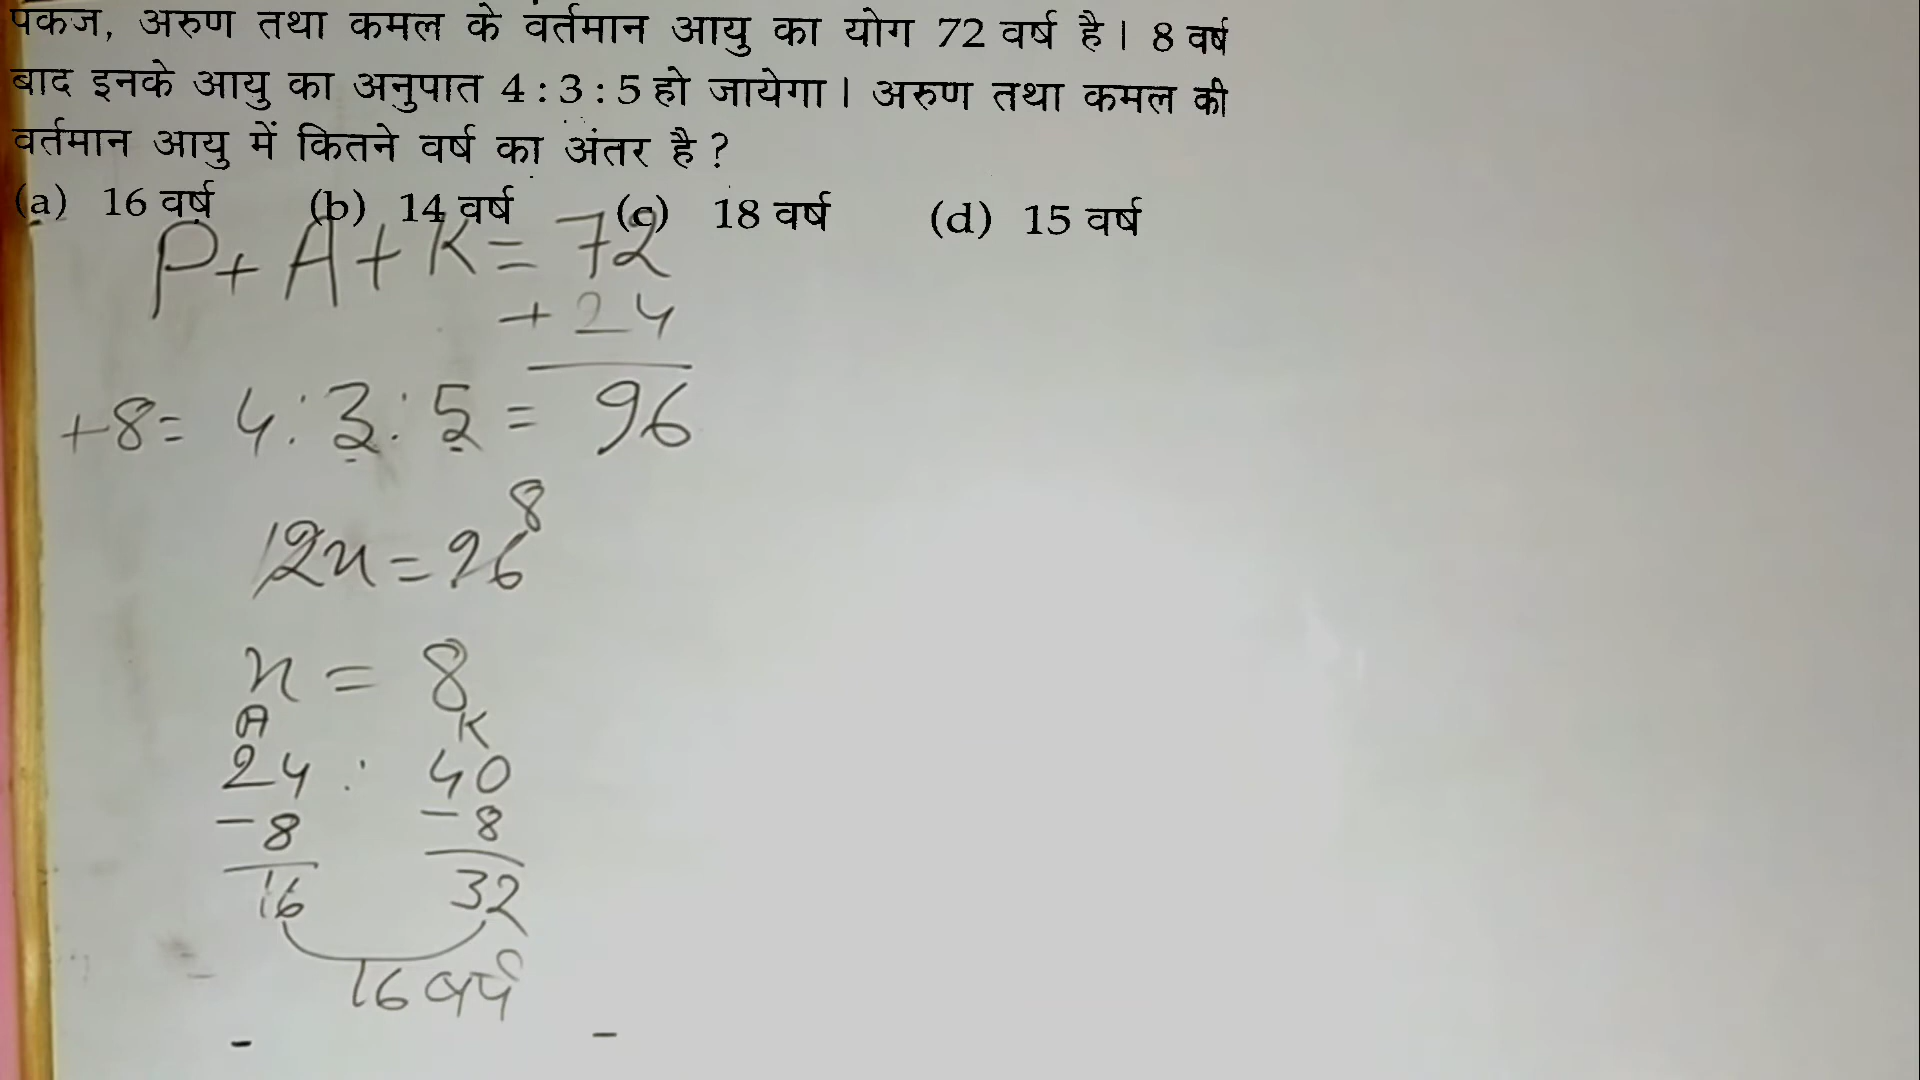 पंकज, अरुण तथा कमल के वर्तमान आयु का योग 72 वर्ष है। 8 वर्ष
बाद इनके आयु का अनुपात 4 : 3 : 5 हो जायेगा। अरुण तथा कमल की
वर्तमान आयु में कितने वर्ष का अंतर है ?
(a) 16 वर्ष (b) 14 वर्ष (c) 18 वर्ष (d) 15 वर्ष
P + A + K = 72
+ 24
+8 = 4 : 3 : 5 = 96
8
12x = 96
x = 8
A K
24 : 40
- 8 - 8
16 32
16 वर्ष